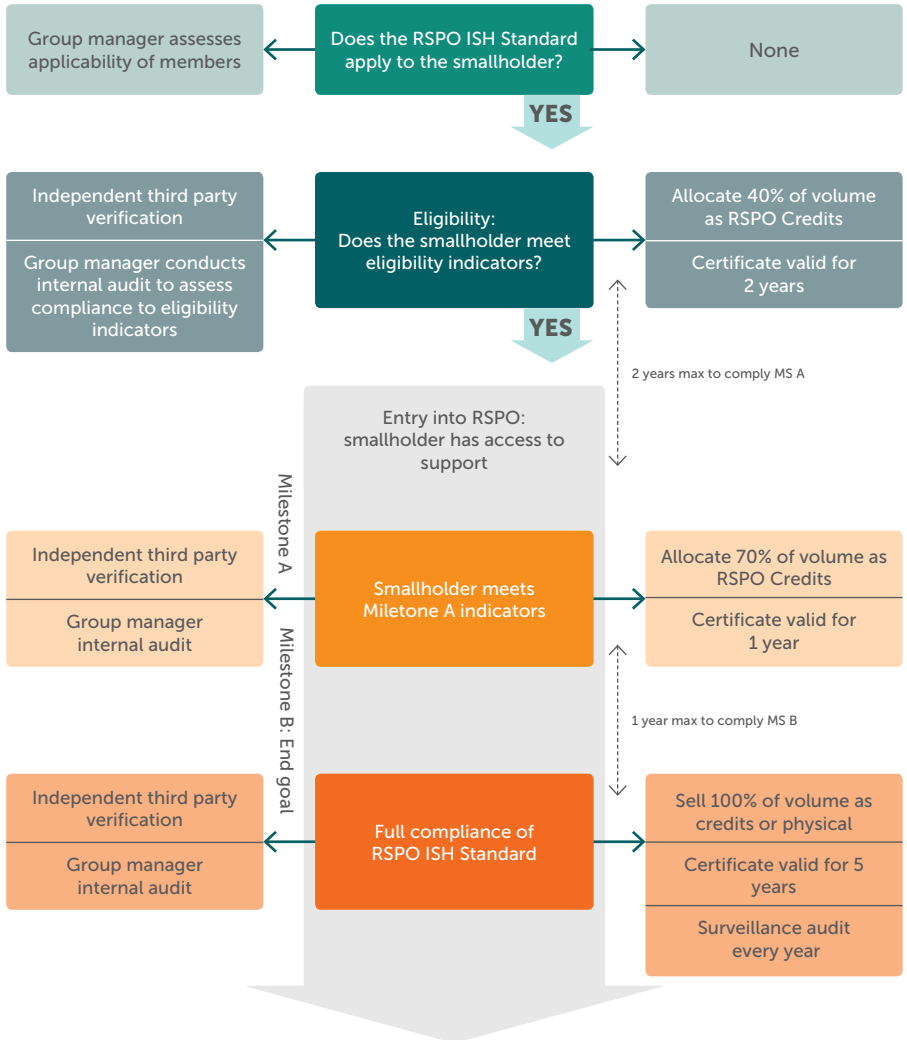 Group manager assesses
applicability of members
Does the RSPO ISH Standard
apply to the smallholder?
None
YES
Independent third party
verification
Group manager conducts
internal audit to assess
compliance to eligibility
indicators
Eligibility:
Does the smallholder meet
eligibility indicators?
Allocate 40% of volume
as RSPO Credits
Certificate valid for
2 years
YES
2 years max to comply MS A
Entry into RSPO:
smallholder has access to
support
Milestone A
Independent third party
verification
Group manager
internal audit
Smallholder meets
Miletone A indicators
Allocate 70% of volume as
RSPO Credits
Certificate valid for
1 year
Milestone B: End goal
1 year max to comply MS B
Independent third party
verification
Group manager
internal audit
Full compliance of
RSPO ISH Standard
Sell 100% of volume as
credits or physical
Certificate valid for 5
years
Surveillance audit
every year